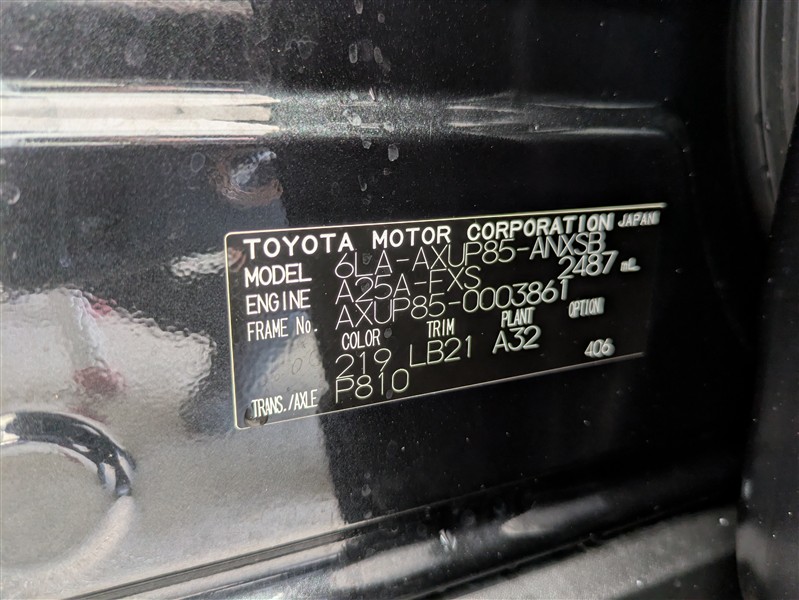 TOYOTA MOTOR CORPORATION JAPAN
MODEL 6LA-AXUP85-ANXSB
ENGINE A25A-FXS 2487 mL
FRAME No. AXUP85-0003861
COLOR TRIM PLANT OPTION
219 LB21 A32 406
TRANS./AXLE P810